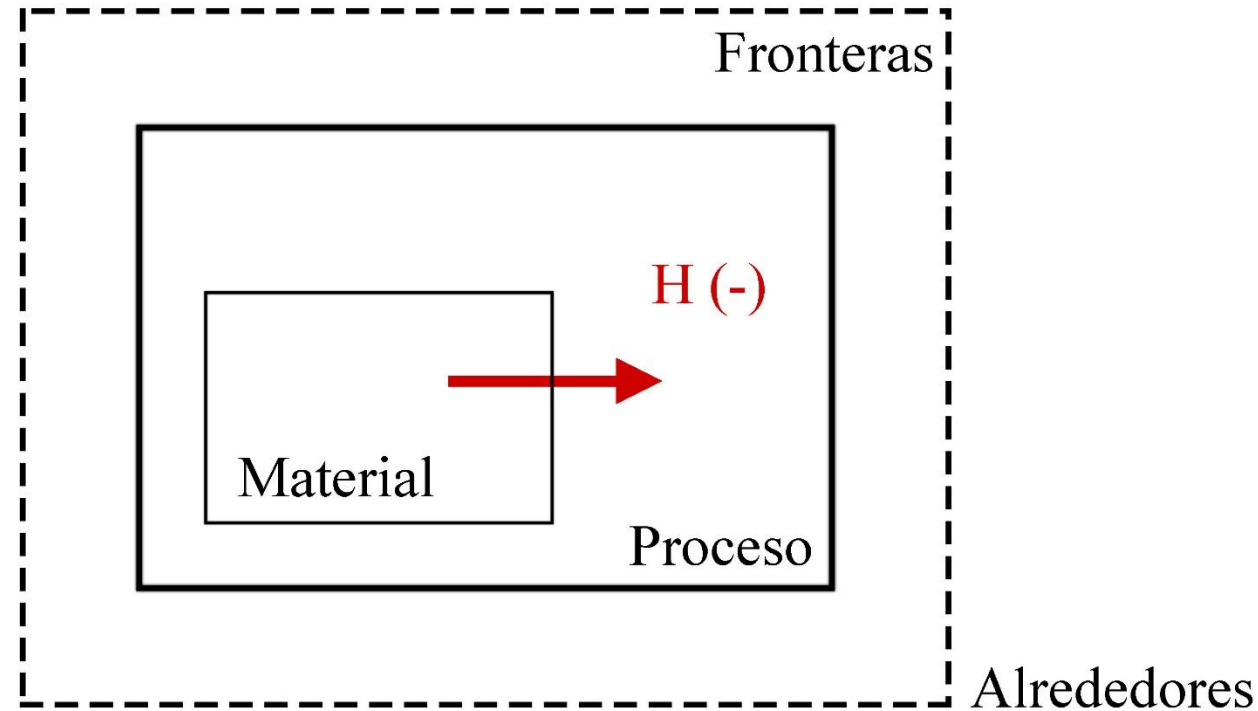 Fronteras
H (-)
Material
Proceso
Alrededores